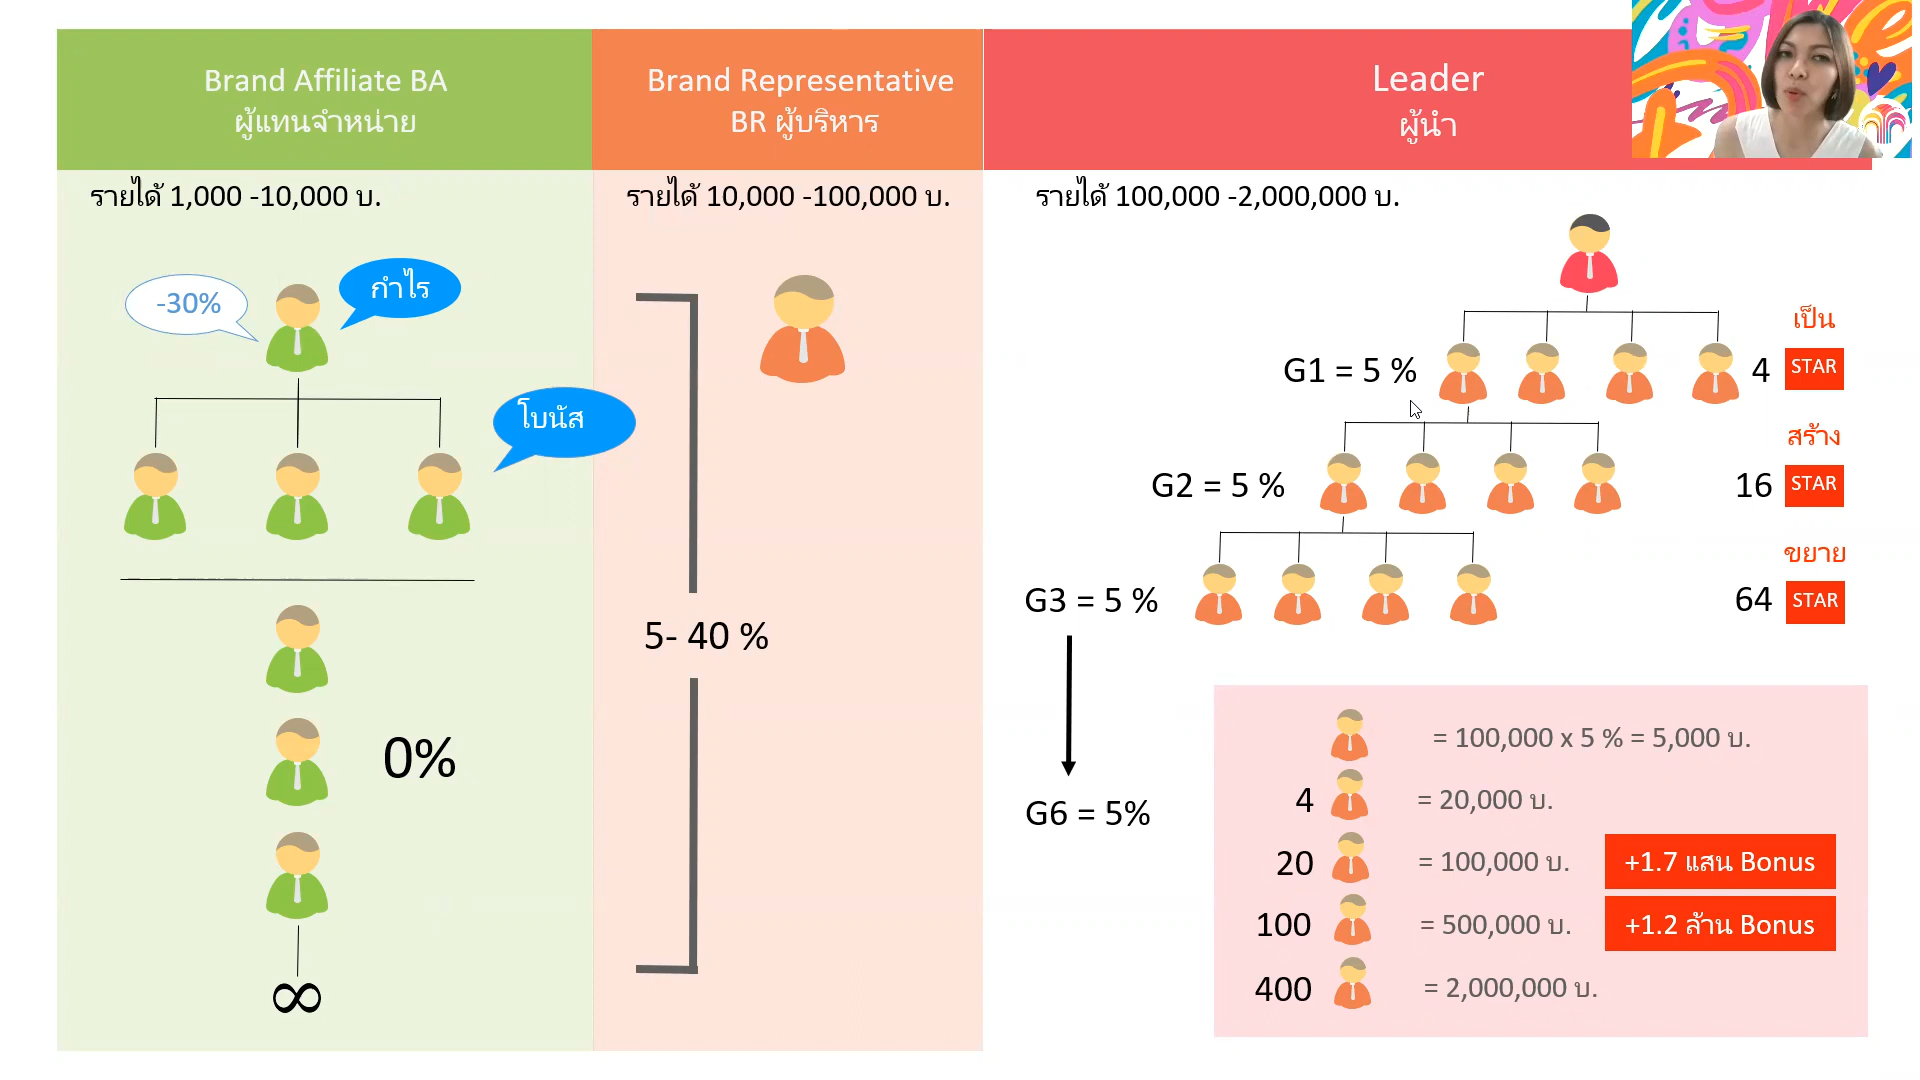 Brand Affiliate BA
ผู้แทนจำหน่าย
Brand Representative
BR ผู้บริหาร
Leader
ผู้นำ
รายได้ 1,000 -10,000 บ.
รายได้ 10,000 -100,000 บ.
รายได้ 100,000 -2,000,000 บ.
-30%
กำไร
โบนัส
0%
∞
5- 40 %
เป็น
G1 = 5 %
4
STAR
สร้าง
G2 = 5 %
16
STAR
ขยาย
G3 = 5 %
64
STAR
G6 = 5%
= 100,000 x 5 % = 5,000 บ.
4
= 20,000 บ.
20
= 100,000 บ.
+1.7 แสน Bonus
100
= 500,000 บ.
+1.2 ล้าน Bonus
400
= 2,000,000 บ.